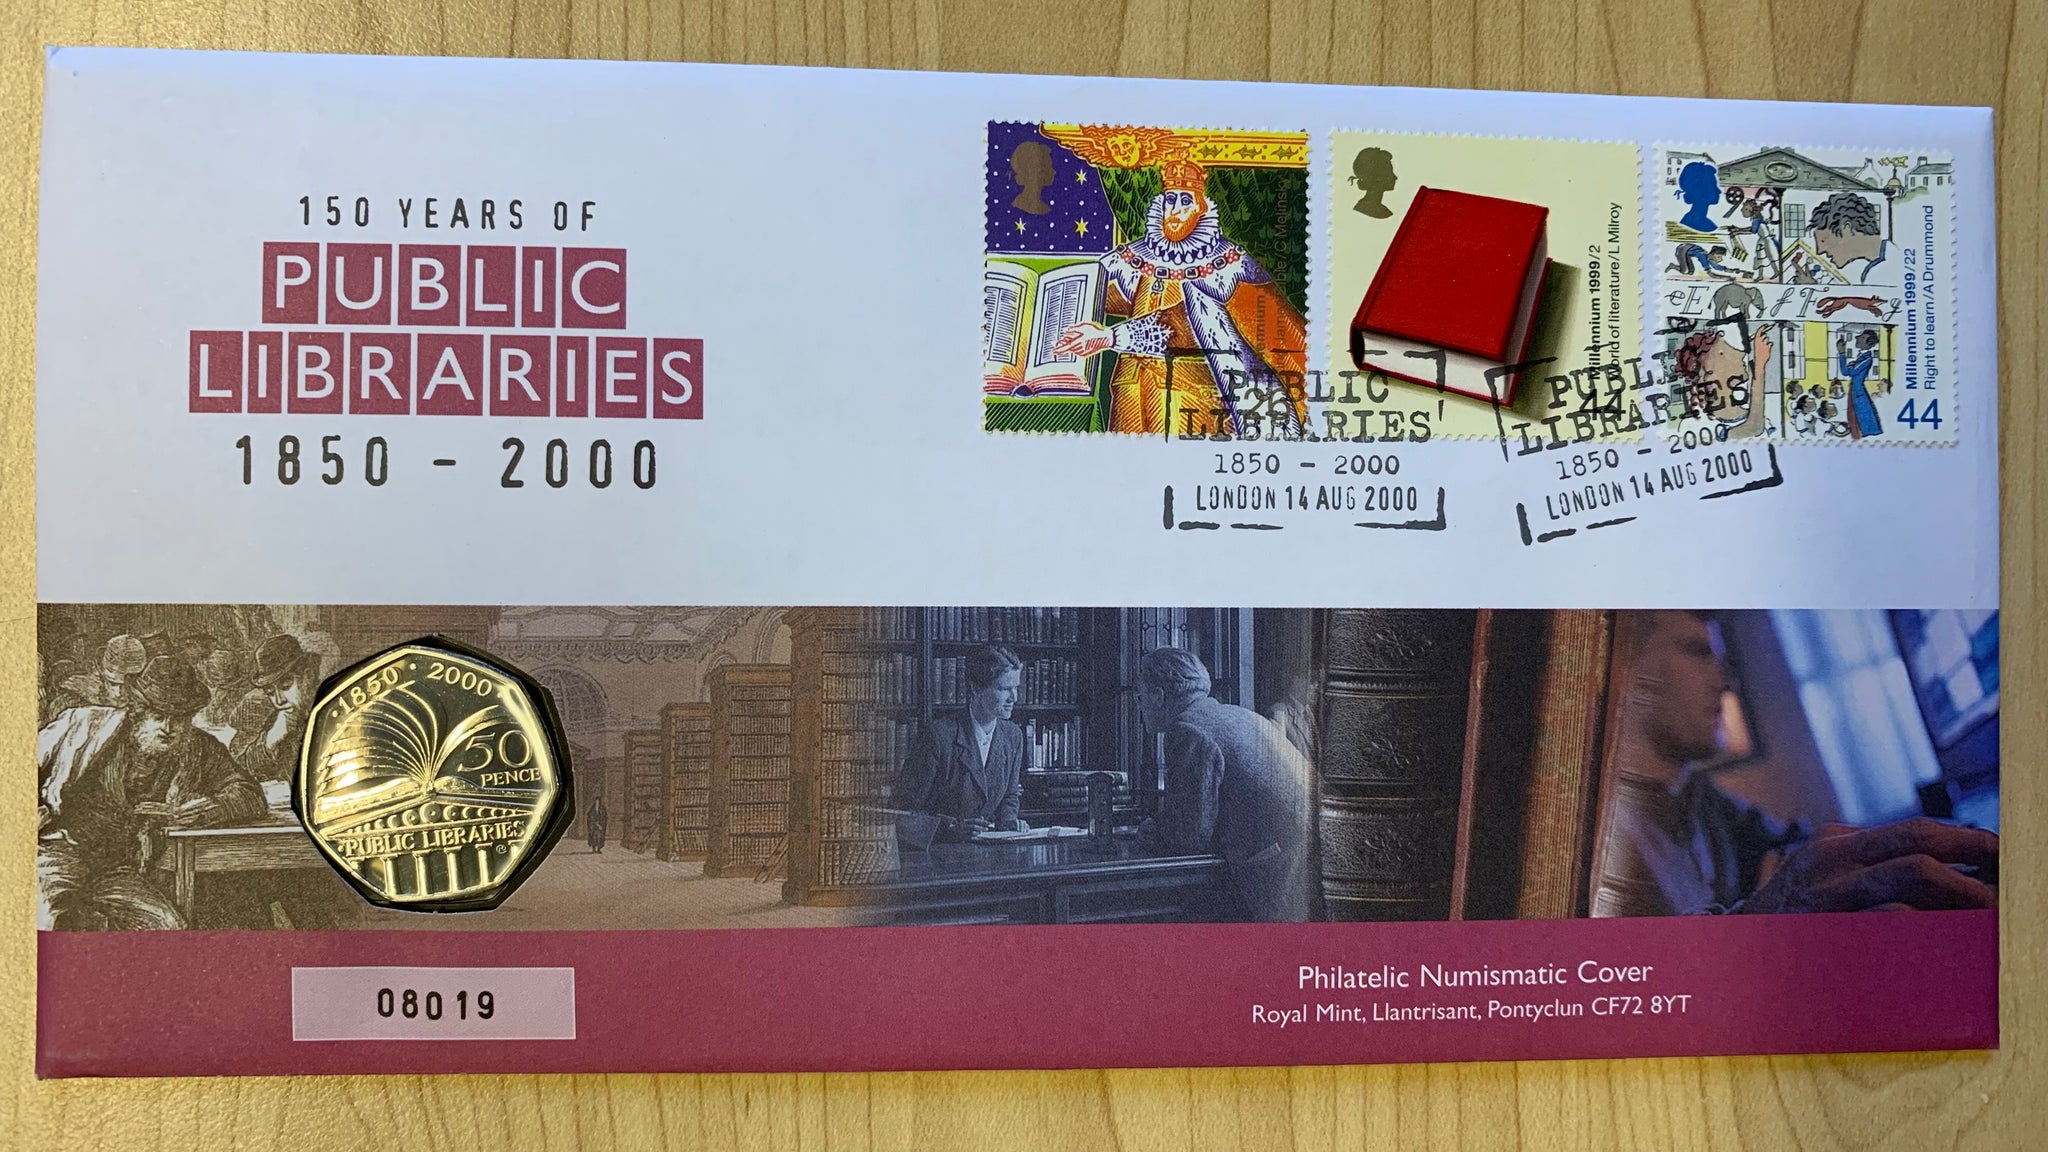 150 YEARS OF
PUBLIC
LIBRARIES
1850 - 2000
Millennium 1999/2
World of literature/L Milroy
44
Millennium 1999/22
Right to learn/A Drummond
44
PUBLIC
LIBRARIES
1850 - 2000
LONDON 14 AUG 2000
PUBLIC
LIBRARIES
1850 - 2000
LONDON 14 AUG 2000
1850 · 2000
50
PENCE
PUBLIC LIBRARIES
08019
Philatelic Numismatic Cover
Royal Mint, Llantrisant, Pontyclun CF72 8YT